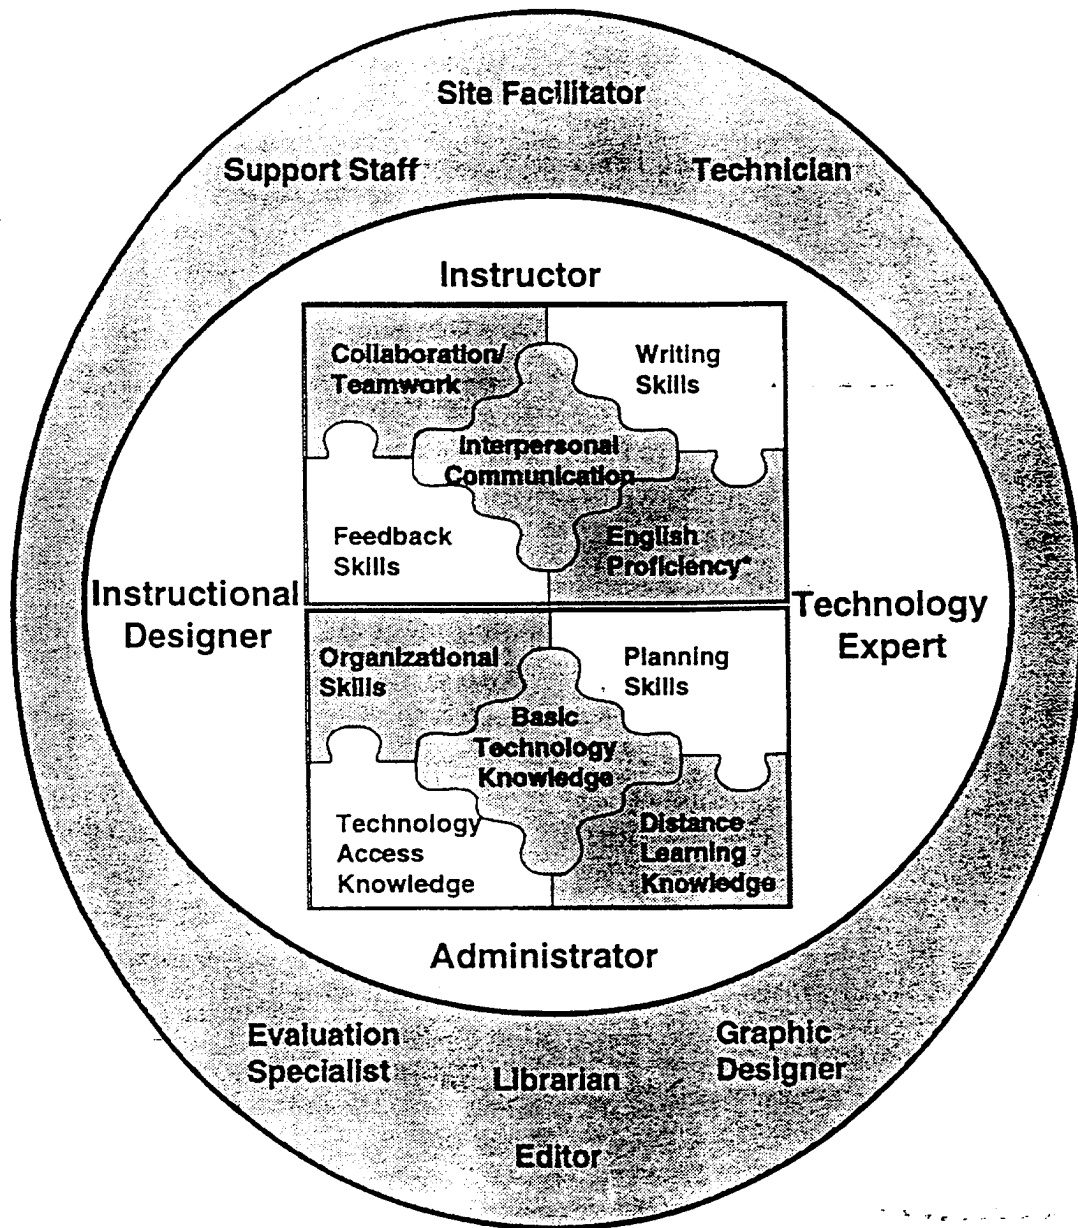 Site Facilitator
Support Staff
Technician
Instructor
Collaboration/
Teamwork
Writing
Skills
Interpersonal
Communication
Feedback
Skills
English
Proficiency*
Instructional
Designer
Technology
Expert
Organizational
Skills
Planning
Skills
Basic
Technology
Knowledge
Technology
Access
Knowledge
Distance
Learning
Knowledge
Administrator
Evaluation
Specialist
Librarian
Graphic
Designer
Editor